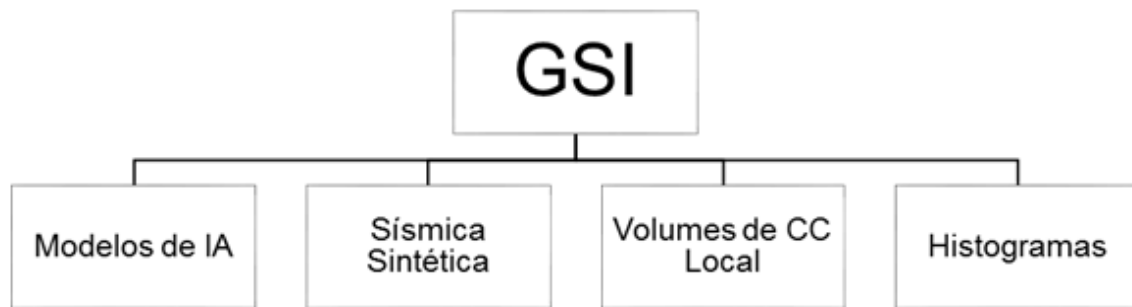 GSI
Modelos de IA
Sísmica
Sintética
Volumes de CC
Local
Histogramas